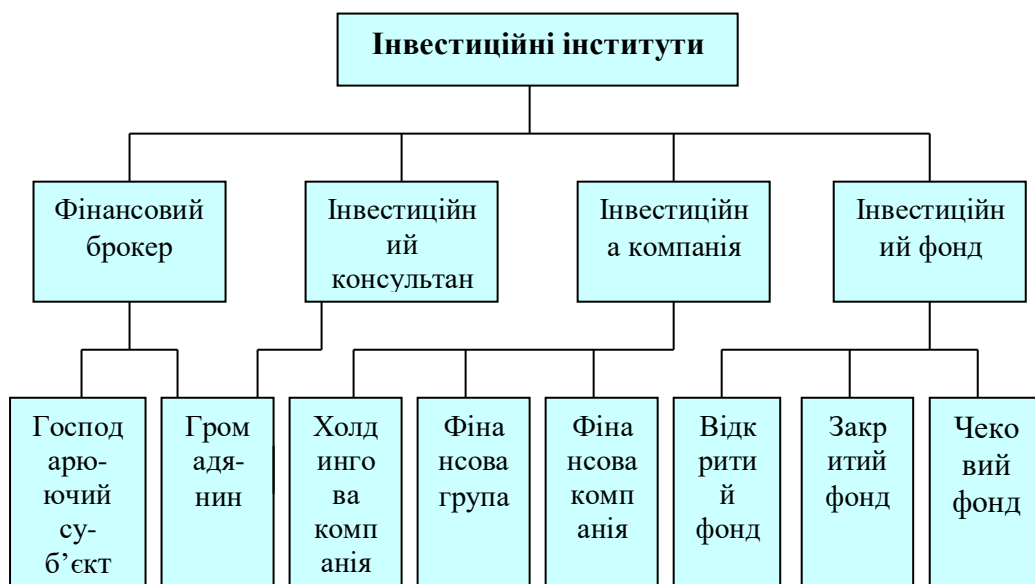 Інвестиційні інститути
Фінансовий
брокер
Інвестиційн
ий
консультан
Інвестиційн
а компанія
Інвестиційн
ий фонд
Господ
арю-
ючий
су-
б’єкт
Гром
адя-
нин
Холд
инго
ва
комп
анія
Фіна
нсова
група
Фіна
нсова
комп
анія
Відк
рити
й
фонд
Закр
итий
фонд
Чеко
вий
фонд